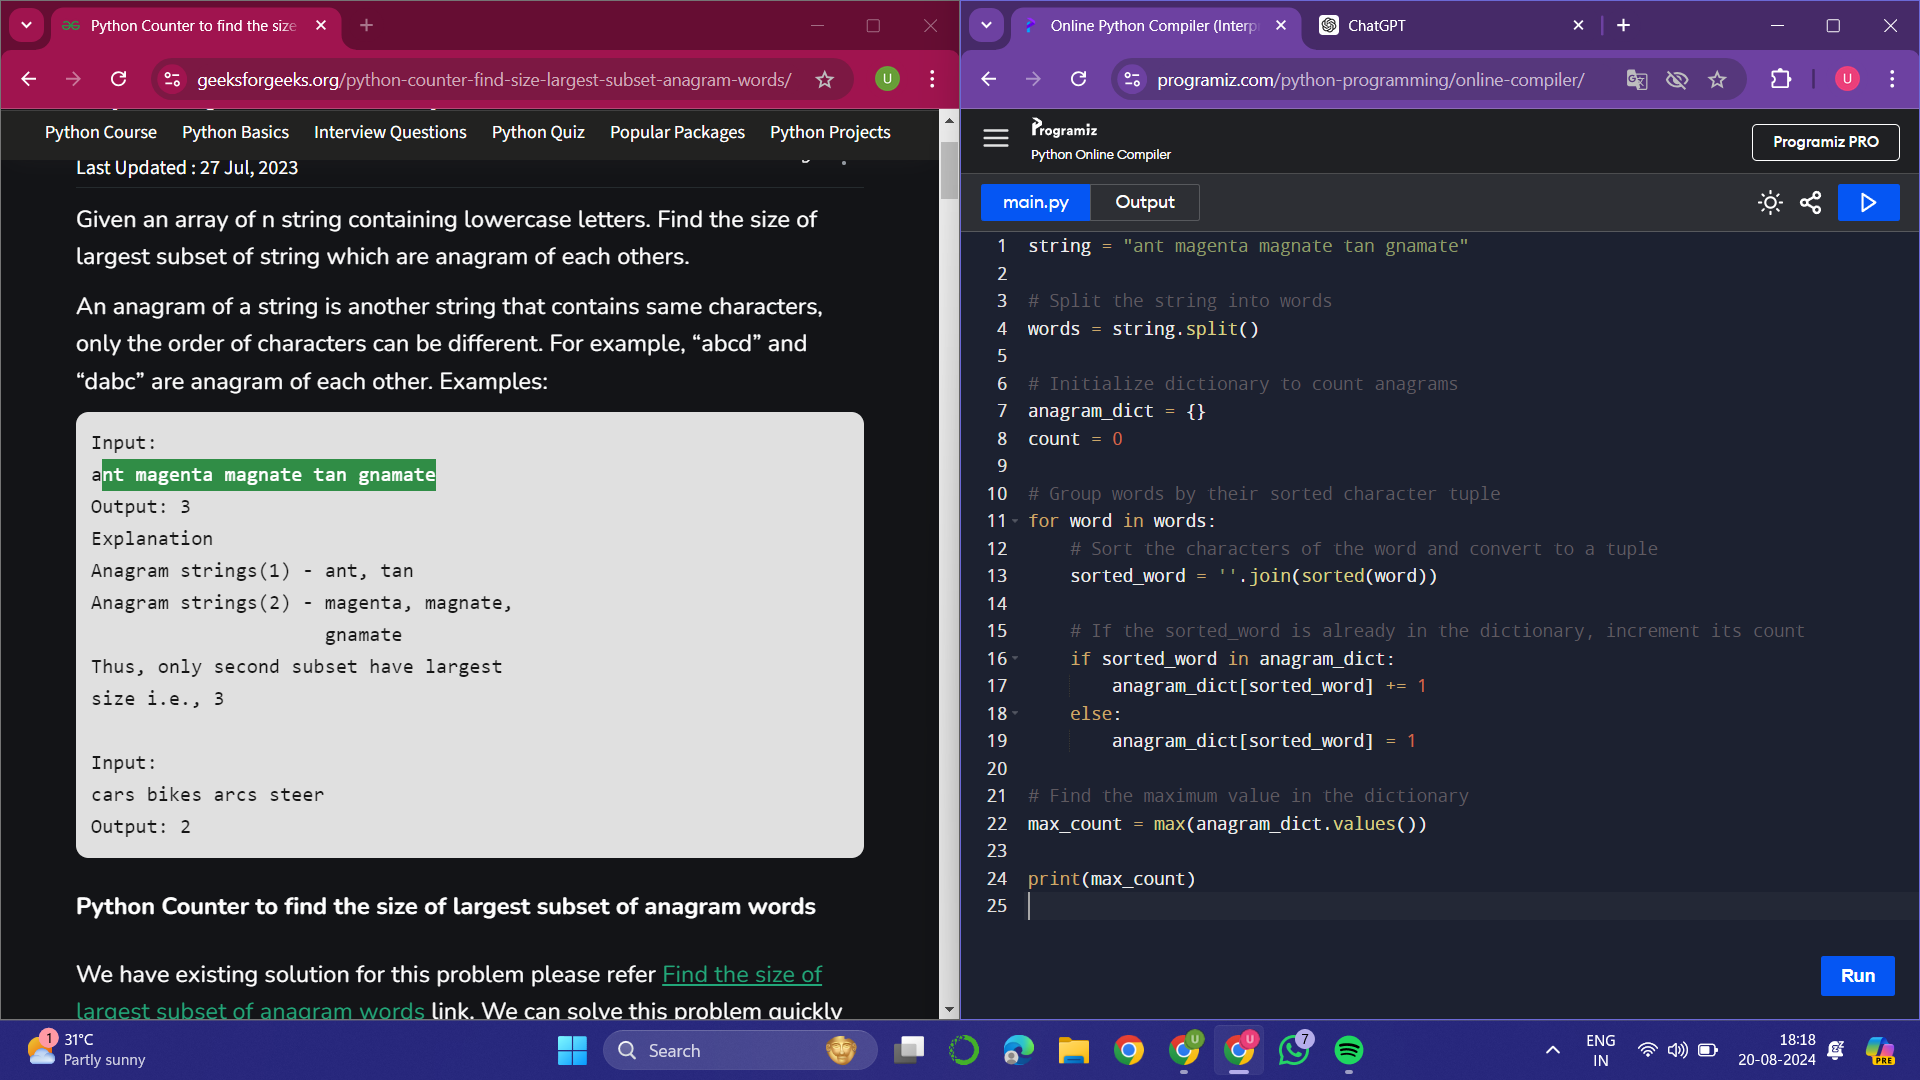 Python Counter to find the size
geeksforgeeks.org/python-counter-find-size-largest-subset-anagram-words/
U
Python Course Python Basics Interview Questions Python Quiz Popular Packages Python Projects
Last Updated : 27 Jul, 2023
Given an array of n string containing lowercase letters. Find the size of
largest subset of string which are anagram of each others.
An anagram of a string is another string that contains same characters,
only the order of characters can be different. For example, “abcd” and
“dabc” are anagram of each other. Examples:
Input:
ant magenta magnate tan gnamate
Output: 3
Explanation
Anagram strings(1) - ant, tan
Anagram strings(2) - magenta, magnate,
gnamate
Thus, only second subset have largest
size i.e., 3
Input:
cars bikes arcs steer
Output: 2
Python Counter to find the size of largest subset of anagram words
We have existing solution for this problem please refer Find the size of
largest subset of anagram words link. We can solve this problem quickly
Online Python Compiler (Interp
ChatGPT
programiz.com/python-programming/online-compiler/
U
Programiz
Python Online Compiler
Programiz PRO
main.py
Output
1 string = "ant magenta magnate tan gnamate"
2
3 # Split the string into words
4 words = string.split()
5
6 # Initialize dictionary to count anagrams
7 anagram_dict = {}
8 count = 0
9
10 # Group words by their sorted character tuple
11 for word in words:
12 # Sort the characters of the word and convert to a tuple
13 sorted_word = ''.join(sorted(word))
14
15 # If the sorted_word is already in the dictionary, increment its count
16 if sorted_word in anagram_dict:
17 anagram_dict[sorted_word] += 1
18 else:
19 anagram_dict[sorted_word] = 1
20
21 # Find the maximum value in the dictionary
22 max_count = max(anagram_dict.values())
23
24 print(max_count)
25
Run
1
31°C
Partly sunny
Search
U
U
7
ENG
IN
18:18
20-08-2024
PRE